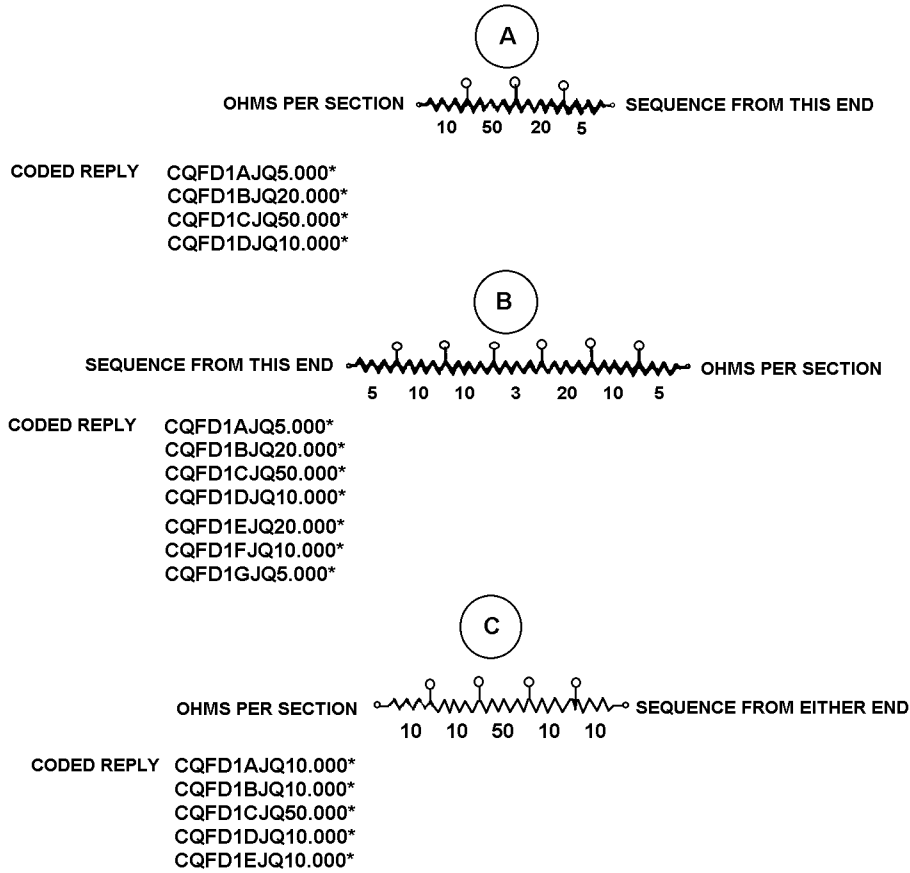 A
OHMS PER SECTION SEQUENCE FROM THIS END
10 50 20 5
CODED REPLY CQFD1AJQ5.000*
CQFD1BJQ20.000*
CQFD1CJQ50.000*
CQFD1DJQ10.000*
B
SEQUENCE FROM THIS END OHMS PER SECTION
5 10 10 3 20 10 5
CODED REPLY CQFD1AJQ5.000*
CQFD1BJQ20.000*
CQFD1CJQ50.000*
CQFD1DJQ10.000*
CQFD1EJQ20.000*
CQFD1FJQ10.000*
CQFD1GJQ5.000*
C
OHMS PER SECTION SEQUENCE FROM EITHER END
10 10 50 10 10
CODED REPLY CQFD1AJQ10.000*
CQFD1BJQ10.000*
CQFD1CJQ50.000*
CQFD1DJQ10.000*
CQFD1EJQ10.000*